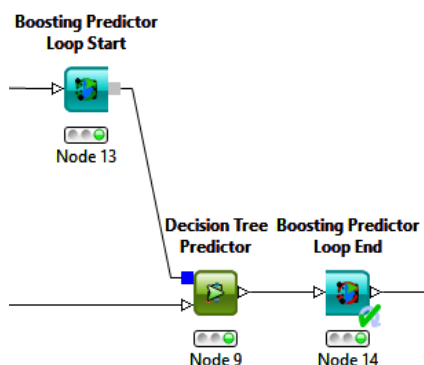 Boosting Predictor
Loop Start
Node 13
Decision Tree
Predictor
Node 9
Boosting Predictor
Loop End
Node 14